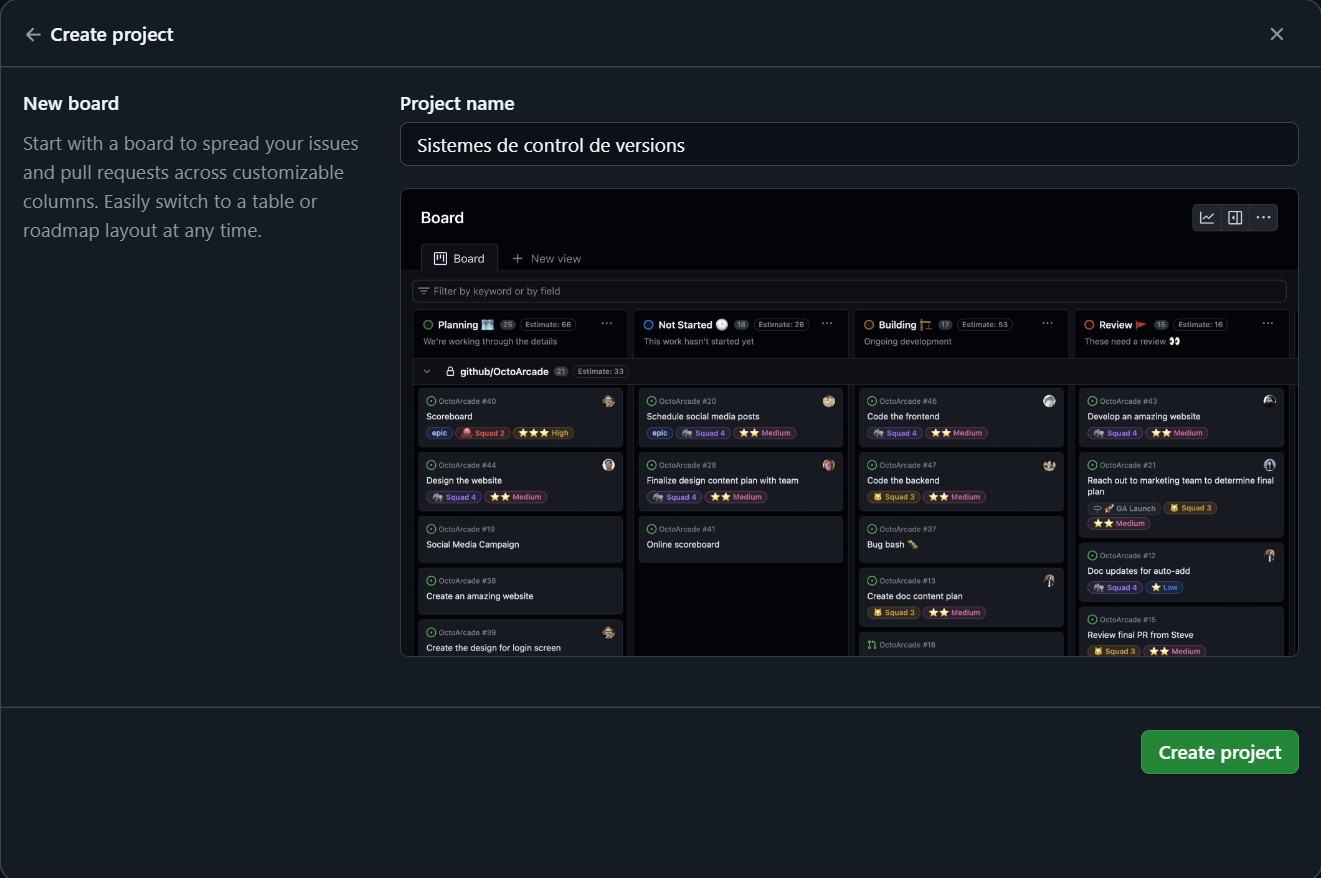 Create project
New board
Start with a board to spread your issues
and pull requests across customizable
columns. Easily switch to a table or
roadmap layout at any time.
Project name
Sistemes de control de versions
Board
Board
New view
Filter by keyword or by field
Planning 25 Estimate: 66
We're working through the details
Not Started 18 Estimate: 26
This work hasn't started yet
Building 17 Estimate: 53
Ongoing development
Review 15 Estimate: 16
These need a review
github/OctoArcade 21 Estimate: 33
OctoArcade #40
Scoreboard
epic Squad 2 High
OctoArcade #44
Design the website
Squad 4 Medium
OctoArcade #19
Social Media Campaign
OctoArcade #38
Create an amazing website
OctoArcade #39
Create the design for login screen
OctoArcade #20
Schedule social media posts
epic Squad 4 Medium
OctoArcade #28
Finalize design content plan with team
Squad 4 Medium
OctoArcade #41
Online scoreboard
OctoArcade #46
Code the frontend
Squad 4 Medium
OctoArcade #47
Code the backend
Squad 3 Medium
OctoArcade #37
Bug bash
OctoArcade #13
Create doc content plan
Squad 3 Medium
OctoArcade #16
OctoArcade #43
Develop an amazing website
Squad 4 Medium
OctoArcade #21
Reach out to marketing team to determine final
plan
GA Launch Squad 3
Medium
OctoArcade #12
Doc updates for auto-add
Squad 4 Low
OctoArcade #15
Review final PR from Steve
Squad 3 Medium
Create project